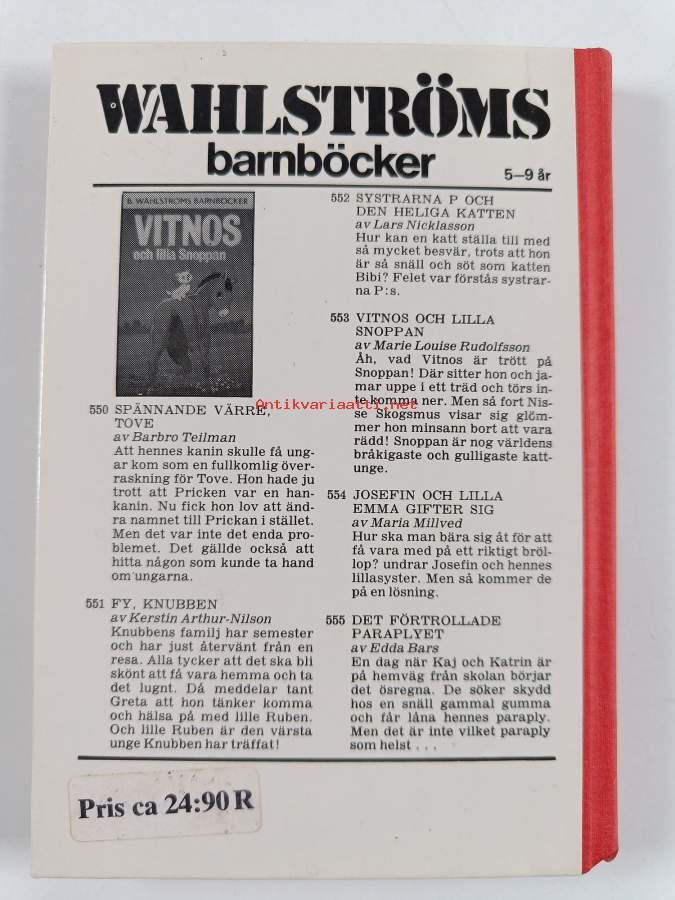 WAHLSTRÖMS
barnböcker
5–9 år
B. WAHLSTRÖMS BARNBÖCKER
VITNOS
och lilla Snoppan
550 SPÄNNANDE VÄRRE,
TOVE
av Barbro Teilman
Att hennes kanin skulle få ung-
ar kom som en fullkomlig över-
raskning för Tove. Hon hade ju
trott att Pricken var en han-
kanin. Nu fick hon lov att änd-
ra namnet till Prickan i stället.
Men det var inte det enda pro-
blemet. Det gällde också att
hitta någon som kunde ta hand
om ungarna.
551 FY, KNUBBEN
av Kerstin Arthur-Nilson
Knubbens familj har semester
och har just återvänt från en
resa. Alla tycker att det ska bli
skönt att få vara hemma och ta
det lugnt. Då meddelar tant
Greta att hon tänker komma
och hälsa på med lille Ruben.
Och lille Ruben är den värsta
unge Knubben har träffat!
552 SYSTRARNA P OCH
DEN HELIGA KATTEN
av Lars Nicklasson
Hur kan en katt ställa till med
så mycket besvär, trots att hon
är så snäll och söt som katten
Bibi? Felet var förstås systrar-
na P:s.
553 VITNOS OCH LILLA
SNOPPAN
av Marie Louise Rudolfsson
Åh, vad Vitnos är trött på
Snoppan! Där sitter hon och ja-
mar uppe i ett träd och törs in-
te komma ner. Men så fort Nis-
se Skogsmus visar sig glöm-
mer hon minsann bort att vara
rädd! Snoppan är nog världens
bråkigaste och gulligaste katt-
unge.
554 JOSEFIN OCH LILLA
EMMA GIFTER SIG
av Maria Millved
Hur ska man bära sig åt för att
få vara med på ett riktigt bröl-
lop? undrar Josefin och hennes
lillasyster. Men så kommer de
på en lösning.
555 DET FÖRTROLLADE
PARAPLYET
av Edda Bars
En dag när Kaj och Katrin är
på hemväg från skolan börjar
det ösregna. De söker skydd
hos en snäll gammal gumma
och får låna hennes paraply.
Men det är inte vilket paraply
som helst . . .
Antikvariaatti.net
Pris ca 24:90 R